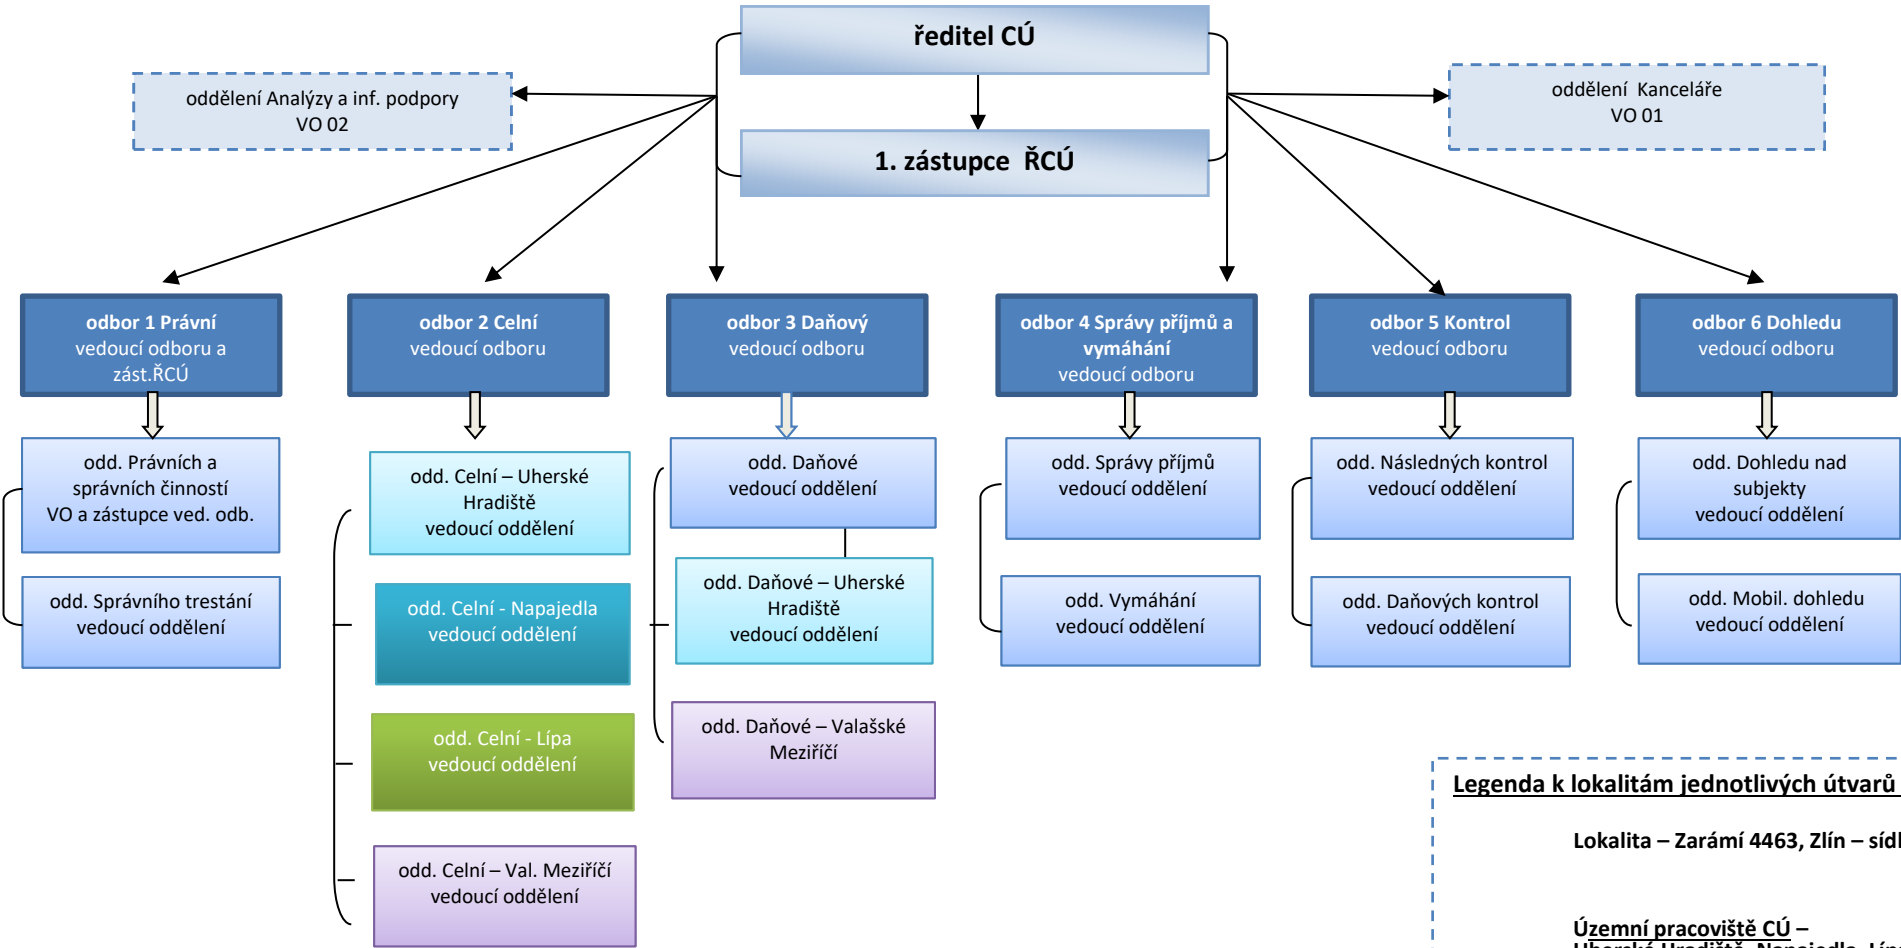 ředitel CÚ
oddělení Analýzy a inf. podpory
VO 02
oddělení Kanceláře
VO 01
1. zástupce ŘCÚ
odbor 1 Právní
vedoucí odboru a
zást.ŘCÚ
odbor 2 Celní
vedoucí odboru
odbor 3 Daňový
vedoucí odboru
odbor 4 Správy příjmů a
vymáhání
vedoucí odboru
odbor 5 Kontrol
vedoucí odboru
odbor 6 Dohledu
vedoucí odboru
odd. Právních a
správních činností
VO a zástupce ved. odb.
odd. Správního trestání
vedoucí oddělení
odd. Celní – Uherské
Hradiště
vedoucí oddělení
odd. Celní - Napajedla
vedoucí oddělení
odd. Celní - Lípa
vedoucí oddělení
odd. Celní – Val. Meziříčí
vedoucí oddělení
odd. Daňové
vedoucí oddělení
odd. Daňové – Uherské
Hradiště
vedoucí oddělení
odd. Daňové – Valašské
Meziříčí
odd. Správy příjmů
vedoucí oddělení
odd. Vymáhání
vedoucí oddělení
odd. Následných kontrol
vedoucí oddělení
odd. Daňových kontrol
vedoucí oddělení
odd. Dohledu nad
subjekty
vedoucí oddělení
odd. Mobil. dohledu
vedoucí oddělení
Legenda k lokalitám jednotlivých útvarů
Lokalita – Zarámí 4463, Zlín – sídl
Územní pracoviště CÚ –
Uherské Hradiště, Napajedla, Líp